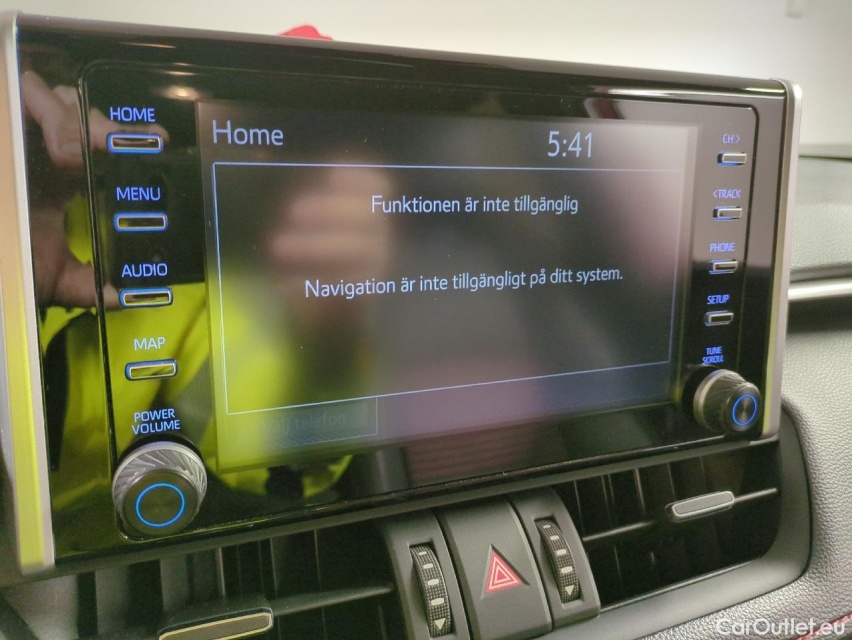 HOME
MENU
AUDIO
MAP
POWER
VOLUME
Home
5:41
Funktionen är inte tillgänglig
Navigation är inte tillgängligt på ditt system.
telefon
CH>
<TRACK
PHONE
SETUP
TUNE
SCROLL
CarOutlet.eu